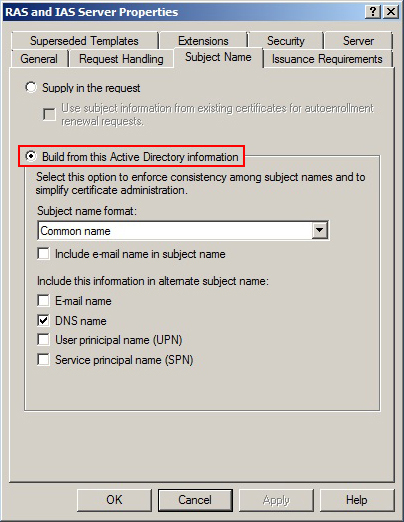 RAS and IAS Server Properties
Superseded Templates Extensions Security Server
General Request Handling Subject Name Issuance Requirements
Supply in the request
Use subject information from existing certificates for autoenrollment
renewal requests.
Build from this Active Directory information
Select this option to enforce consistency among subject names and to
simplify certificate administration.
Subject name format:
Common name
Include e-mail name in subject name
Include this information in alternate subject name:
E-mail name
DNS name
User prinicipal name (UPN)
Service principal name (SPN)
OK Cancel Apply Help